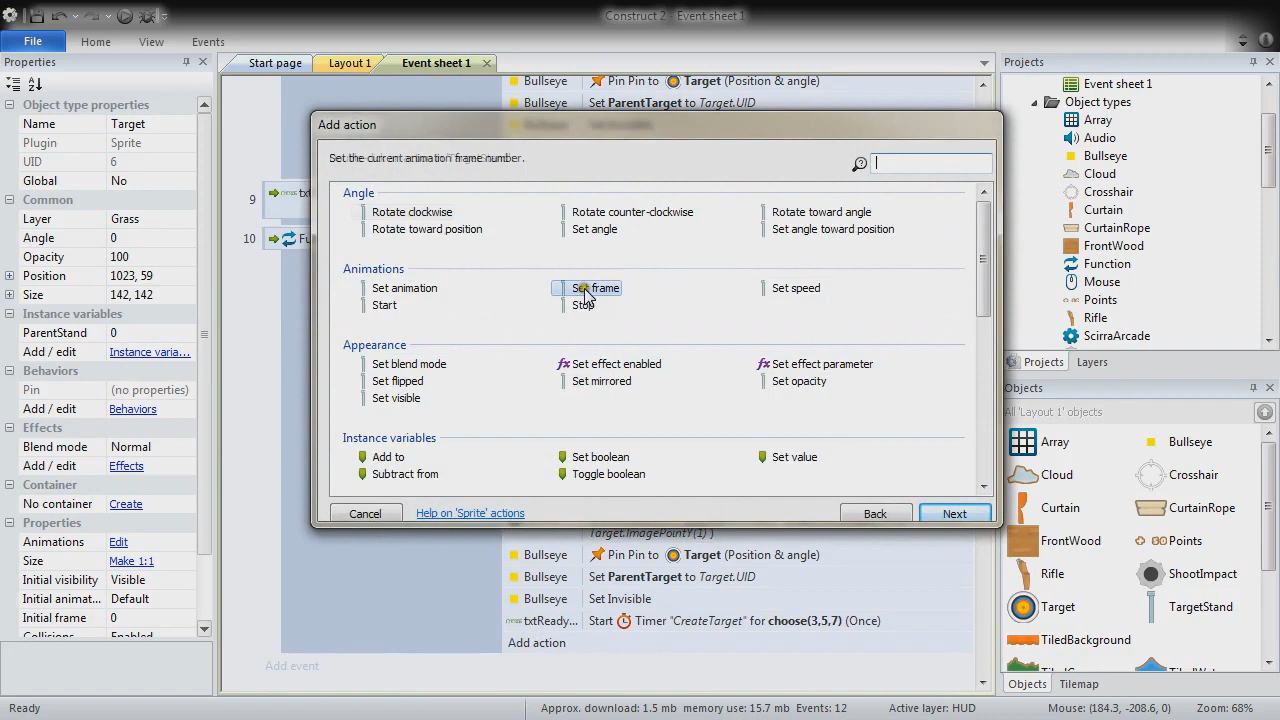 Construct 2 - Event sheet 1
File Home View Events
Properties
Object type properties
Name Target
Plugin Sprite
UID 6
Global No
Common
Layer Grass
Angle 0
Opacity 100
Position 1023, 59
Size 142, 142
Instance variables
ParentStand 0
Add / edit Instance varia...
Behaviors
Pin (no properties)
Add / edit Behaviors
Effects
Blend mode Normal
Add / edit Effects
Container
No container Create
Properties
Animations Edit
Size Make 1:1
Initial visibility Visible
Initial animat... Default
Initial frame 0
Collisions Enabled
Start page Layout 1 Event sheet 1
Bullseye Pin Pin to Target (Position & angle)
Bullseye Set ParentTarget to Target.UID
Bullseye Set Invisible
9
10
Add action
Set the current animation frame number.
Angle
Rotate clockwise Rotate counter-clockwise Rotate toward angle
Rotate toward position Set angle Set angle toward position
Animations
Set animation Set frame Set speed
Start Stop
Appearance
Set blend mode fx Set effect enabled fx Set effect parameter
Set flipped Set mirrored Set opacity
Set visible
Instance variables
Add to Set boolean Set value
Subtract from Toggle boolean
Cancel Help on 'Sprite' actions Back Next
Target.ImagePointY(1) )
Bullseye Pin Pin to Target (Position & angle)
Bullseye Set ParentTarget to Target.UID
Bullseye Set Invisible
txtReady... Start Timer "CreateTarget" for choose(3,5,7) (Once)
Add action
Add event
Projects
Event sheet 1
Object types
Array
Audio
Bullseye
Cloud
Crosshair
Curtain
CurtainRope
FrontWood
Function
Mouse
Points
Rifle
ScirraArcade
Projects Layers
Objects
All 'Layout 1' objects
Array Bullseye
Cloud Crosshair
Curtain CurtainRope
FrontWood Points
Rifle ShootImpact
Target TargetStand
TiledBackground
Objects Tilemap
Ready Approx. download: 1.5 mb memory use: 15.7 mb Events: 12 Active layer: HUD Mouse: (184.3, -208.6, 0) Zoom: 68%